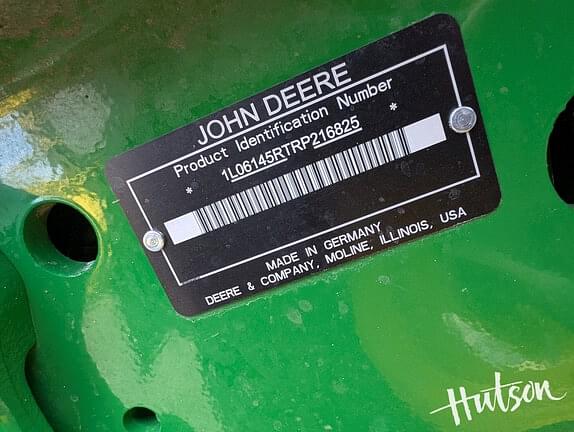 JOHN DEERE
Product Identification Number
* 1L06145RTRP216825 *
MADE IN GERMANY
DEERE & COMPANY, MOLINE, ILLINOIS, USA
Hutson